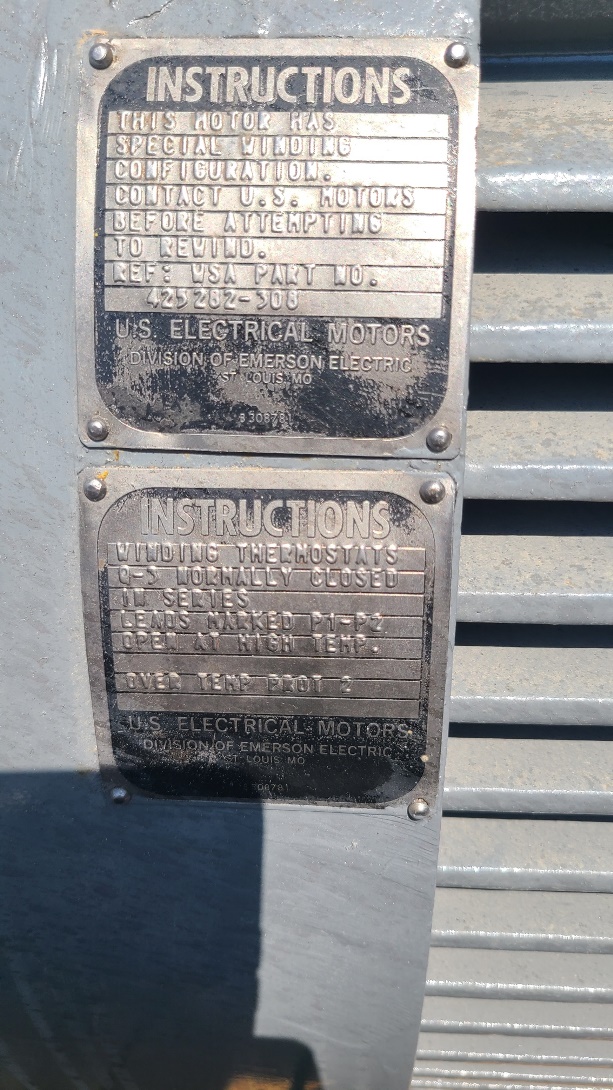 INSTRUCTIONS
THIS MOTOR HAS
SPECIAL WINDING
CONFIGURATION.
CONTACT U.S. MOTORS
BEFORE ATTEMPTING
TO REWIND.
REF: WSA PART NO.
425282-308
U.S. ELECTRICAL MOTORS
DIVISION OF EMERSON ELECTRIC
ST. LOUIS, MO
INSTRUCTIONS
WINDING THERMOSTATS
Q-3 NORMALLY CLOSED
IN SERIES
LEADS MARKED P1-P2
OPEN AT HIGH TEMP.
OVER TEMP PROT 2
U.S. ELECTRICAL MOTORS
DIVISION OF EMERSON ELECTRIC
ST. LOUIS MO